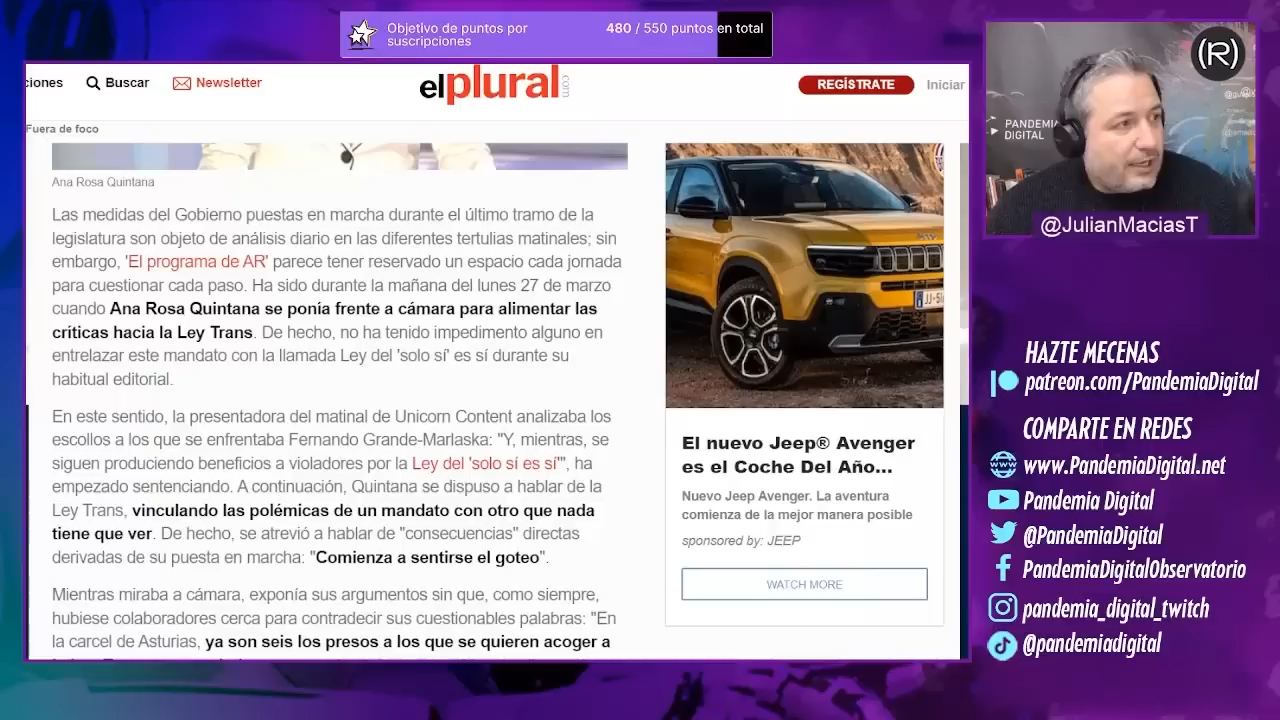 Objetivo de puntos por
suscripciones
480 / 550 puntos en total
ciones
Buscar
Newsletter
elplural
.com
REGÍSTRATE
Iniciar
Fuera de foco
Ana Rosa Quintana
Las medidas del Gobierno puestas en marcha durante el último tramo de la
legislatura son objeto de análisis diario en las diferentes tertulias matinales; sin
embargo, 'El programa de AR' parece tener reservado un espacio cada jornada
para cuestionar cada paso. Ha sido durante la mañana del lunes 27 de marzo
cuando Ana Rosa Quintana se ponía frente a cámara para alimentar las
críticas hacia la Ley Trans. De hecho, no ha tenido impedimento alguno en
entrelazar este mandato con la llamada Ley del 'solo sí' es sí durante su
habitual editorial.
En este sentido, la presentadora del matinal de Unicorn Content analizaba los
escollos a los que se enfrentaba Fernando Grande-Marlaska: "Y, mientras, se
siguen produciendo beneficios a violadores por la Ley del 'solo sí es sí'", ha
empezado sentenciando. A continuación, Quintana se dispuso a hablar de la
Ley Trans, vinculando las polémicas de un mandato con otro que nada
tiene que ver. De hecho, se atrevió a hablar de "consecuencias" directas
derivadas de su puesta en marcha: "Comienza a sentirse el goteo".
Mientras miraba a cámara, exponía sus argumentos sin que, como siempre,
hubiese colaboradores cerca para contradecir sus cuestionables palabras: "En
la carcel de Asturias, ya son seis los presos a los que se quieren acoger a
El nuevo Jeep® Avenger
es el Coche Del Año...
Nuevo Jeep Avenger. La aventura
comienza de la mejor manera posible
sponsored by: JEEP
WATCH MORE
(R)
PANDEMIA
DIGITAL
@JulianMaciasT
HAZTE MECENAS
patreon.com/PandemiaDigital
COMPARTE EN REDES
www.PandemiaDigital.net
Pandemia Digital
@PandemiaDigital
PandemiaDigitalObservatorio
pandemia_digital_twitch
@pandemiadigital